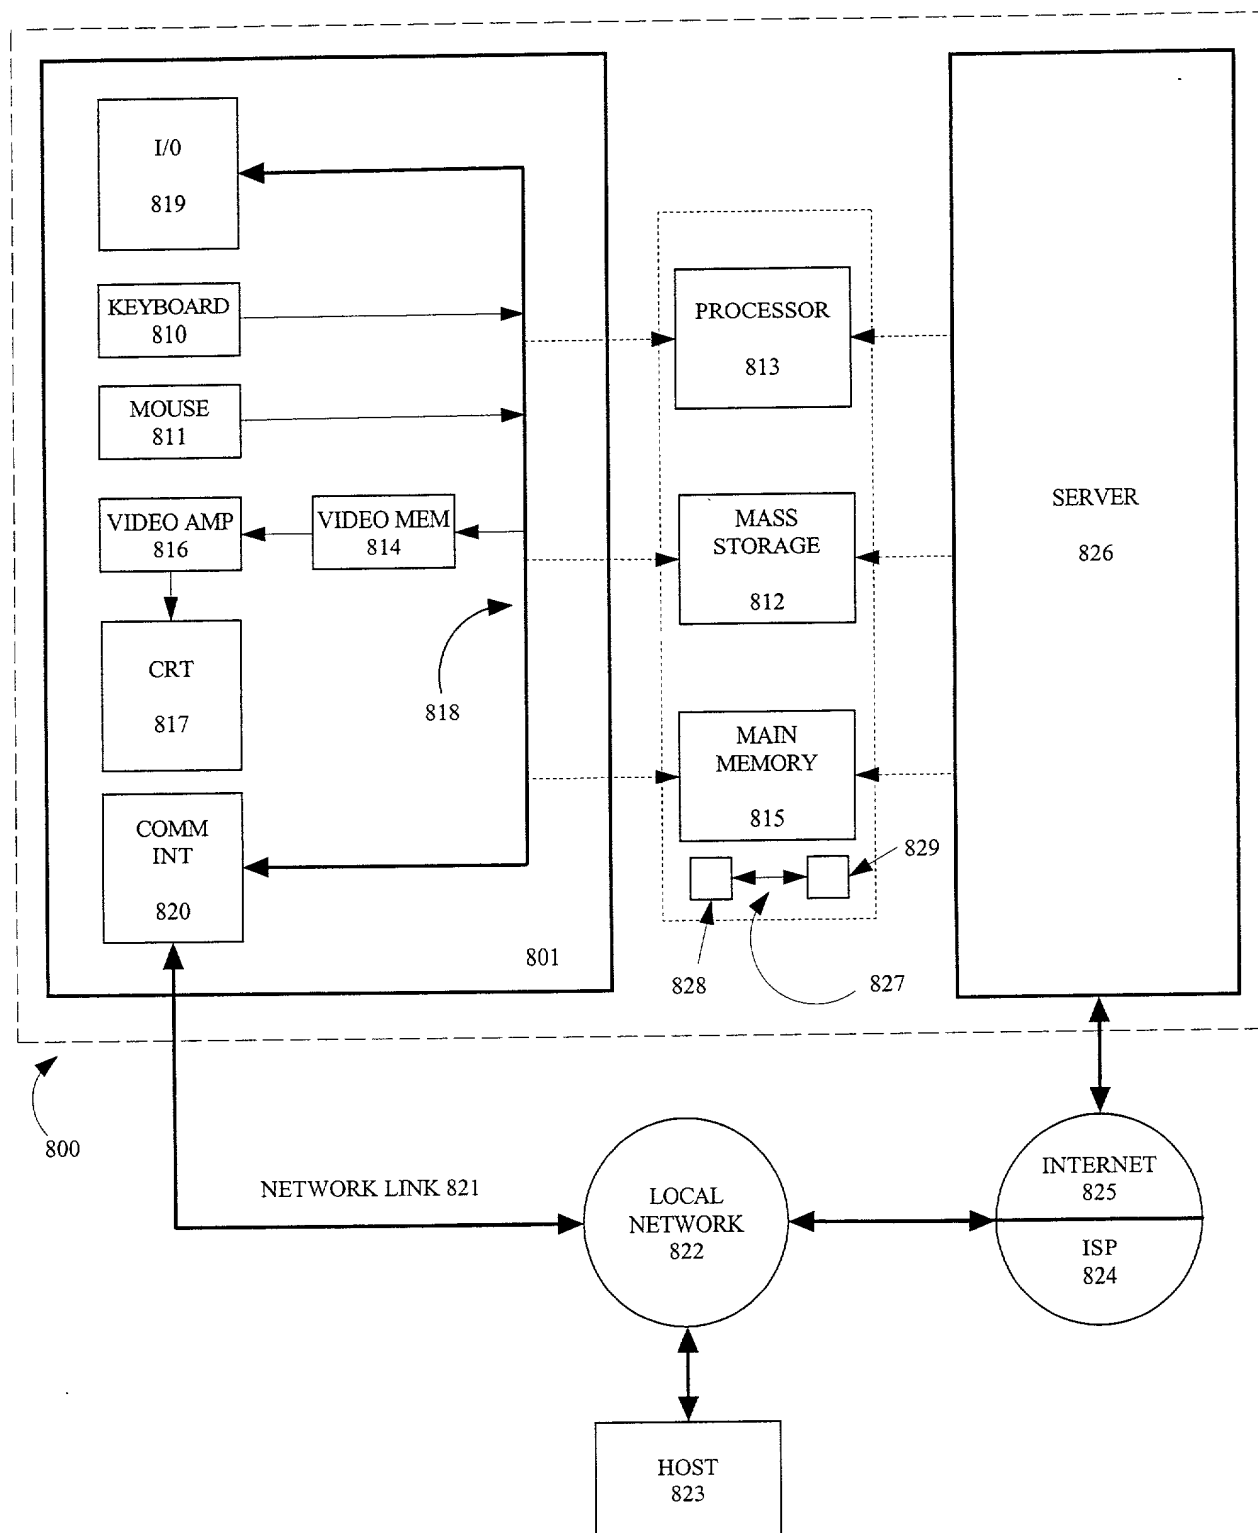 I/0
819
KEYBOARD
810
MOUSE
811
VIDEO AMP
816
VIDEO MEM
814
CRT
817
818
COMM
INT
820
801
PROCESSOR
813
MASS
STORAGE
812
MAIN
MEMORY
815
829
828
827
SERVER
826
800
NETWORK LINK 821
LOCAL
NETWORK
822
INTERNET
825
ISP
824
HOST
823